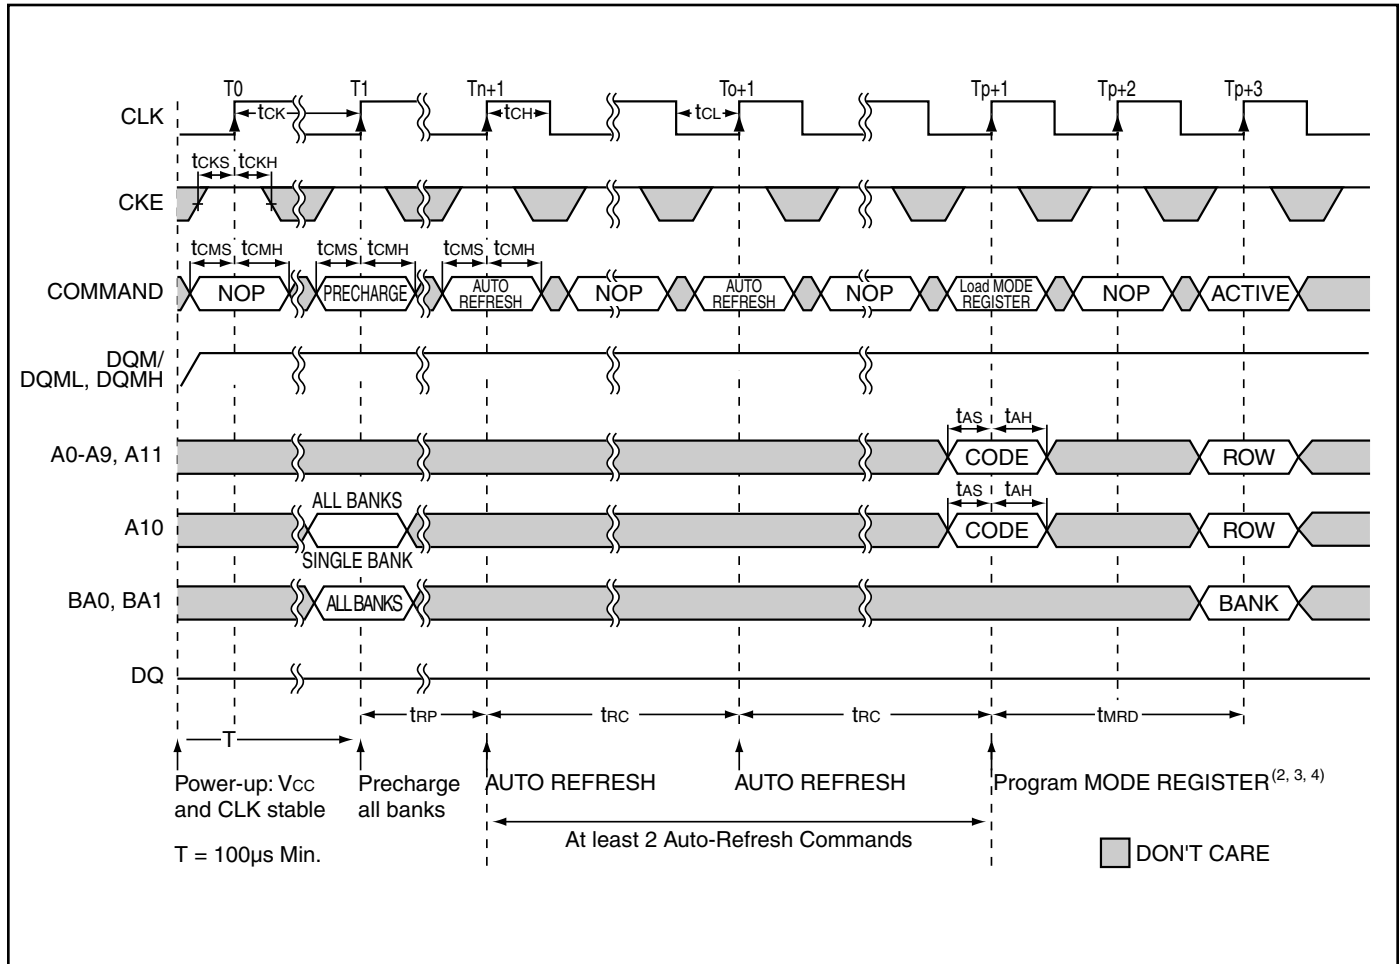 T0 T1 Tn+1 To+1 Tp+1 Tp+2 Tp+3
CLK tCK tCH tCL
tCKS tCKH
CKE
tCMS tCMH tCMS tCMH tCMS tCMH
COMMAND NOP PRECHARGE AUTO REFRESH NOP AUTO REFRESH NOP Load MODE REGISTER NOP ACTIVE
DQM/
DQML, DQMH
tAS tAH
A0-A9, A11 CODE ROW
ALL BANKS tAS tAH
A10 CODE ROW
SINGLE BANK
BA0, BA1 ALL BANKS BANK
DQ
tRP tRC tRC tMRD
T
Power-up: VCC Precharge AUTO REFRESH AUTO REFRESH Program MODE REGISTER(2, 3, 4)
and CLK stable all banks
At least 2 Auto-Refresh Commands
T = 100µs Min. DON'T CARE